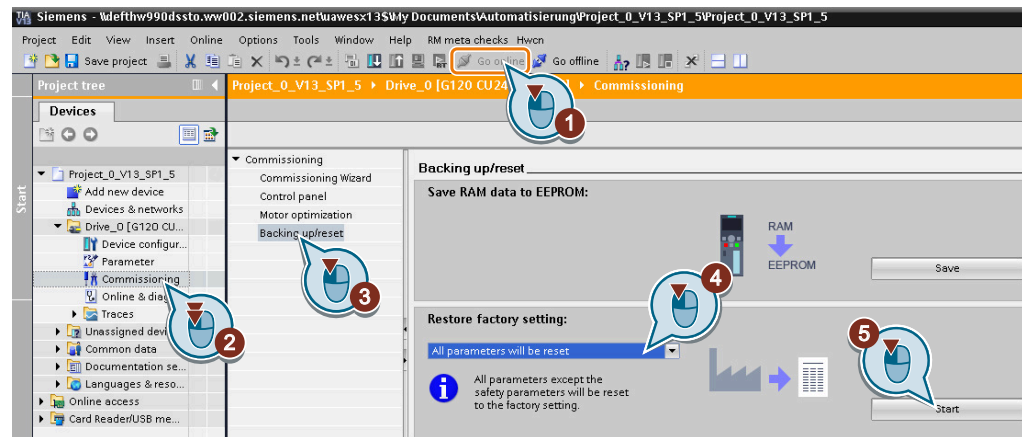 Siemens - \\defthw990dssto.ww002.siemens.net\uawesx13$\My Documents\Automatisierung\Project_0_V13_SP1_5\Project_0_V13_SP1_5
Project Edit View Insert Online Options Tools Window Help RM meta checks Hwcn
Save project Go online Go offline
Project tree
Project_0_V13_SP1_5 Drive_0 [G120 CU24 Commissioning
1
Devices
Start
Project_0_V13_SP1_5
Add new device
Devices & networks
Drive_0 [G120 CU...
Device configur...
Parameter
Commissioning
Online & diag
Traces
Unassigned devi
Common data
Documentation se...
Languages & reso...
Online access
Card Reader/USB me...
2
Commissioning
Commissioning Wizard
Control panel
Motor optimization
Backing up/reset
3
Backing up/reset
Save RAM data to EEPROM:
RAM
EEPROM
Save
4
Restore factory setting:
All parameters will be reset
All parameters except the
safety parameters will be reset
to the factory setting.
5
Start